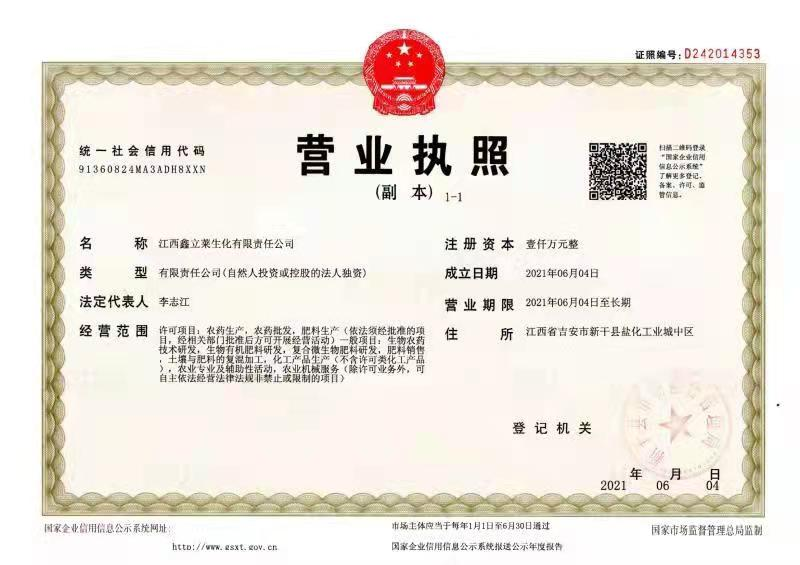 证照编号:D242014353
统一社会信用代码
91360824MA3ADH8XXN
营业执照
(副 本) 1-1
扫描二维码登录
“国家企业信用
信息公示系统”
了解更多登记、
备案、许可、监
管信息。
名 称 江西鑫立莱生化有限责任公司
类 型 有限责任公司(自然人投资或控股的法人独资)
法定代表人 李志江
经营范围 许可项目：农药生产，农药批发，肥料生产（依法须经批准的项
目，经相关部门批准后方可开展经营活动）一般项目：生物农药
技术研发，生物有机肥料研发，复合微生物肥料研发，肥料销售
，土壤与肥料的复混加工，化工产品生产（不含许可类化工产品
），农业专业及辅助性活动，农业机械服务（除许可业务外，可
自主依法经营法律法规非禁止或限制的项目）
注册资本 壹仟万元整
成立日期 2021年06月04日
营业期限 2021年06月04日至长期
住 所 江西省吉安市新干县盐化工业城中区
登记机关
年 月 日
2021 06 04
国家企业信用信息公示系统网址:
http://www.gsxt.gov.cn
市场主体应当于每年1月1日至6月30日通过
国家企业信用信息公示系统报送公示年度报告
国家市场监督管理总局监制